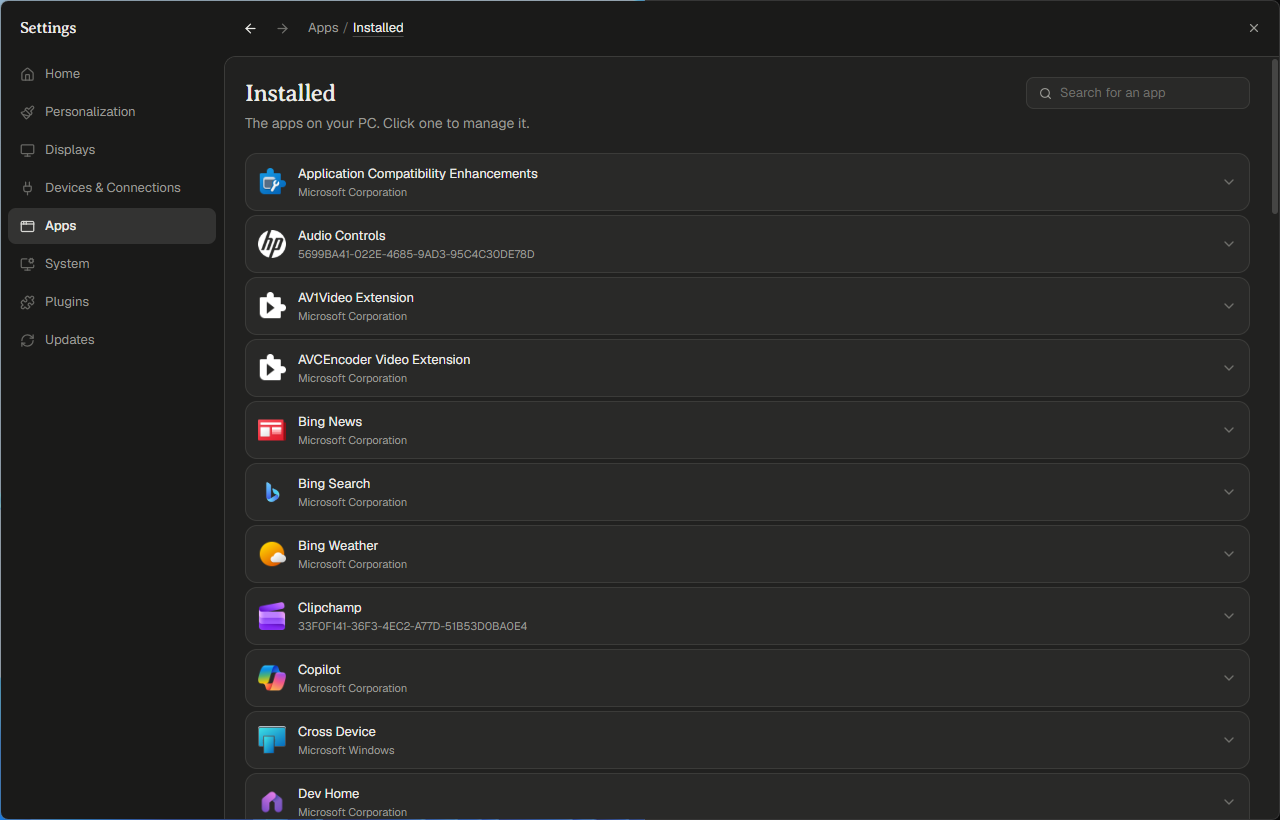 Settings
Apps / Installed
Home
Personalization
Displays
Devices & Connections
Apps
System
Plugins
Updates
Installed
Search for an app
The apps on your PC. Click one to manage it.
Application Compatibility Enhancements
Microsoft Corporation
hp
Audio Controls
5699BA41-022E-4685-9AD3-95C4C30DE78D
AV1Video Extension
Microsoft Corporation
AVCEncoder Video Extension
Microsoft Corporation
Bing News
Microsoft Corporation
Bing Search
Microsoft Corporation
Bing Weather
Microsoft Corporation
Clipchamp
33F0F141-36F3-4EC2-A77D-51B53D0BA0E4
Copilot
Microsoft Corporation
Cross Device
Microsoft Windows
Dev Home
Microsoft Corporation